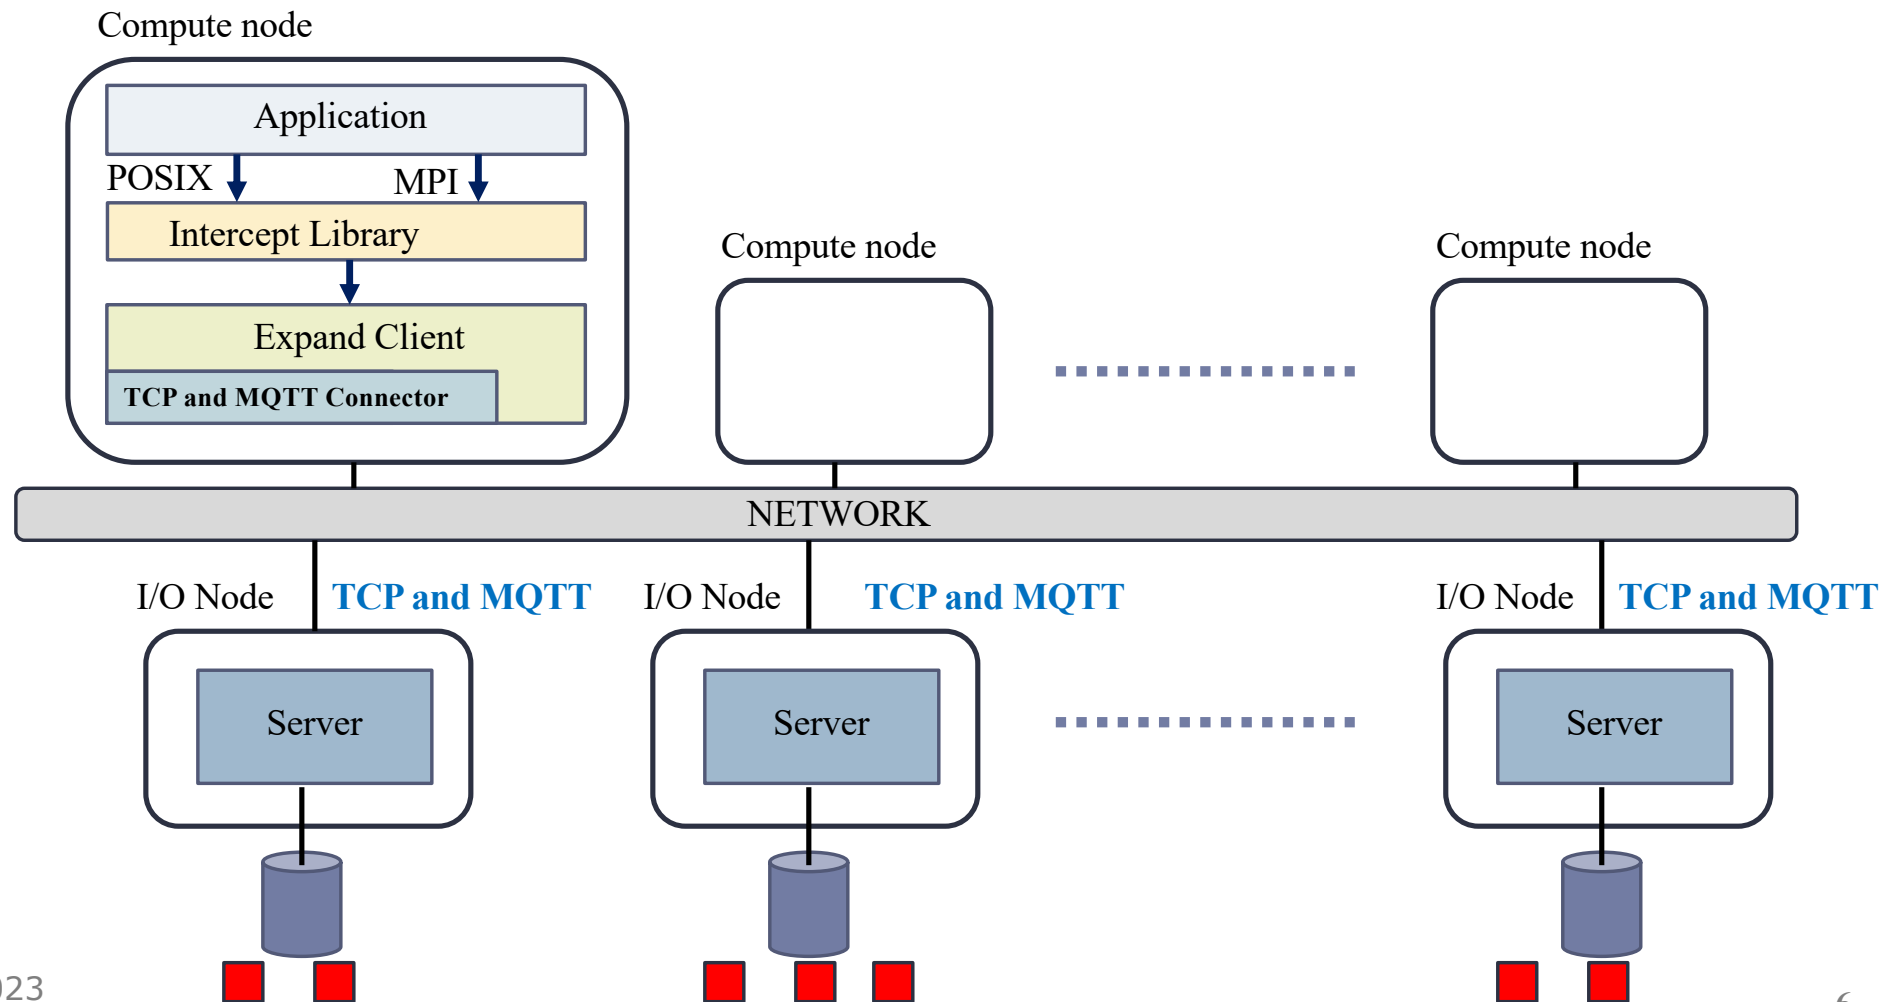 Compute node
Application
POSIX
MPI
Intercept Library
Compute node
Compute node
Expand Client
TCP and MQTT Connector
NETWORK
I/O Node
TCP and MQTT
I/O Node
TCP and MQTT
I/O Node
TCP and MQTT
Server
Server
Server